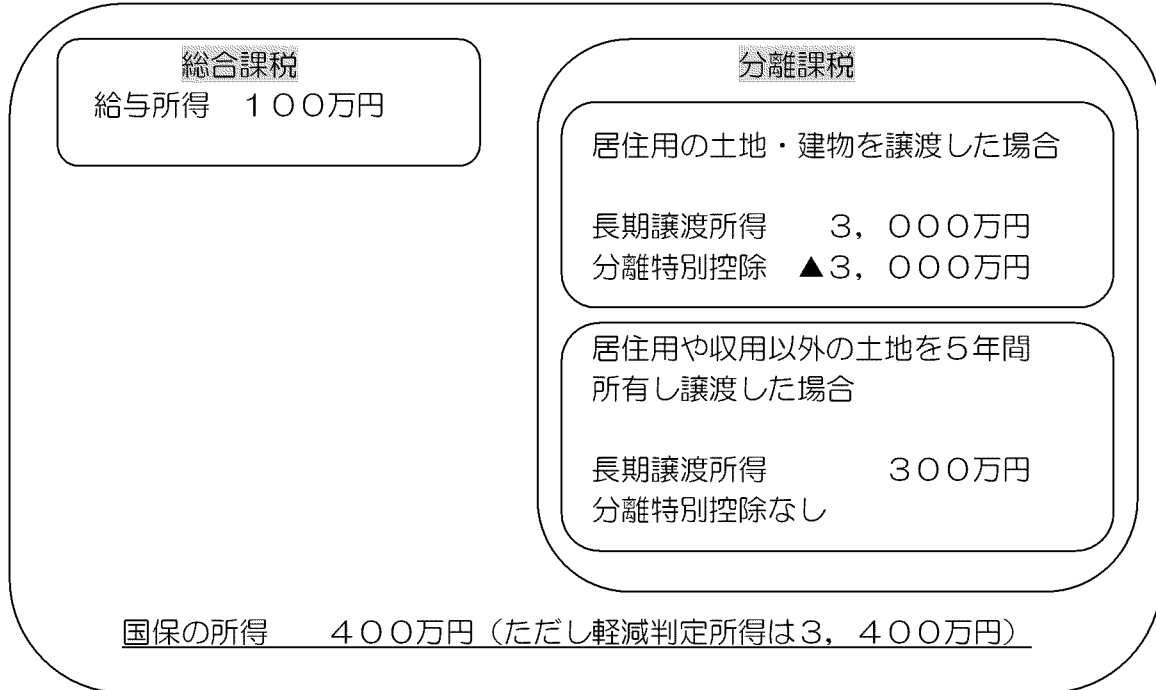 総合課税
給与所得　１００万円
分離課税
居住用の土地・建物を譲渡した場合
長期譲渡所得　　３，０００万円
分離特別控除　▲３，０００万円
居住用や収用以外の土地を５年間
所有し譲渡した場合
長期譲渡所得　　　　３００万円
分離特別控除なし
国保の所得　　４００万円（ただし軽減判定所得は３，４００万円）